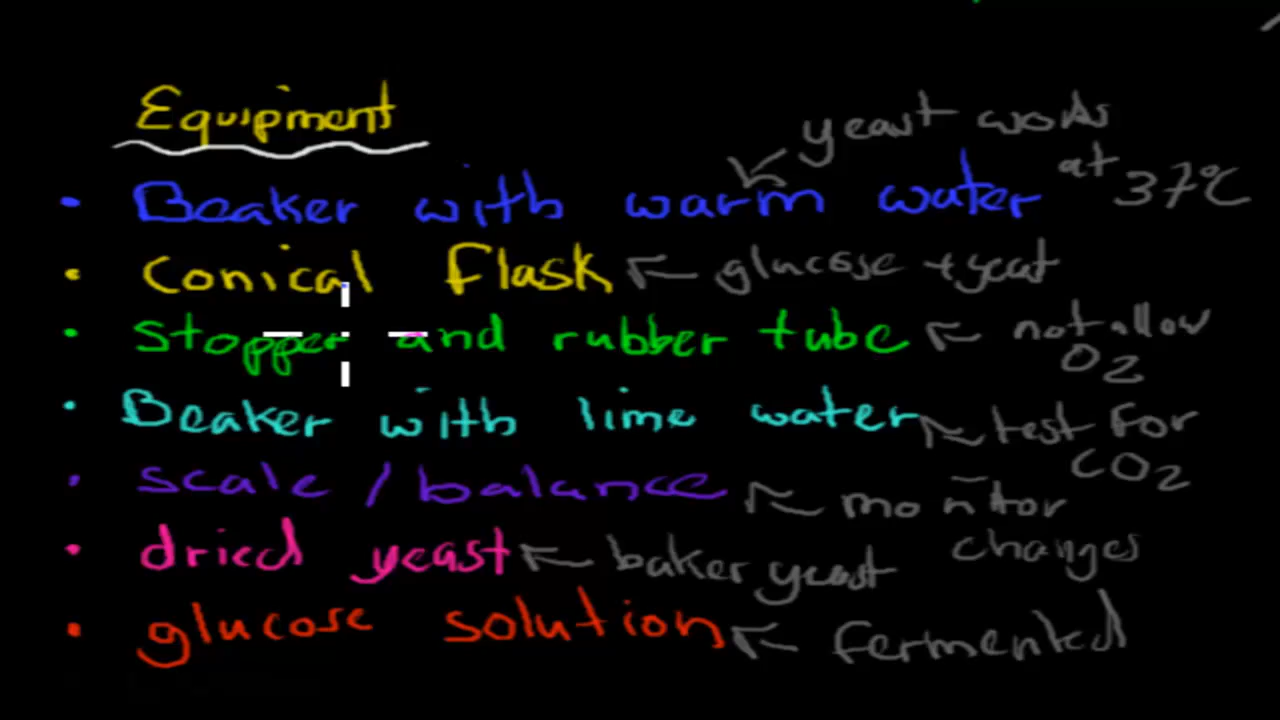 Equipment
yeast works
at 37°C
• Beaker with warm water
• Conical flask ← glucose + yeat
• Stopper and rubber tube ← not allow
O2
• Beaker with lime water ← test for
CO2
• scale / balance ← monitor
changes
• dried yeast ← baker yeast
• glucose solution ← fermented